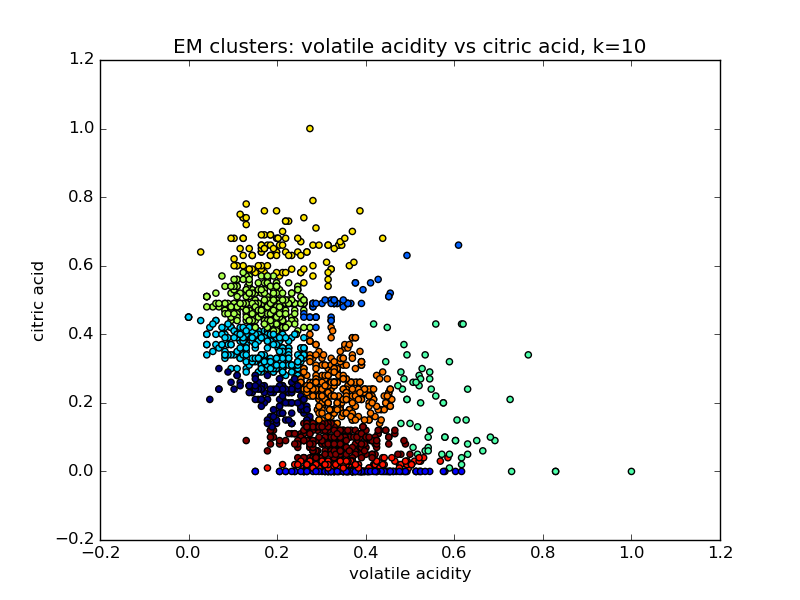 EM clusters: volatile acidity vs citric acid, k=10
1.2
1.0
0.8
0.6
0.4
0.2
0.0
−0.2
citric acid
−0.2 0.0 0.2 0.4 0.6 0.8 1.0 1.2
volatile acidity